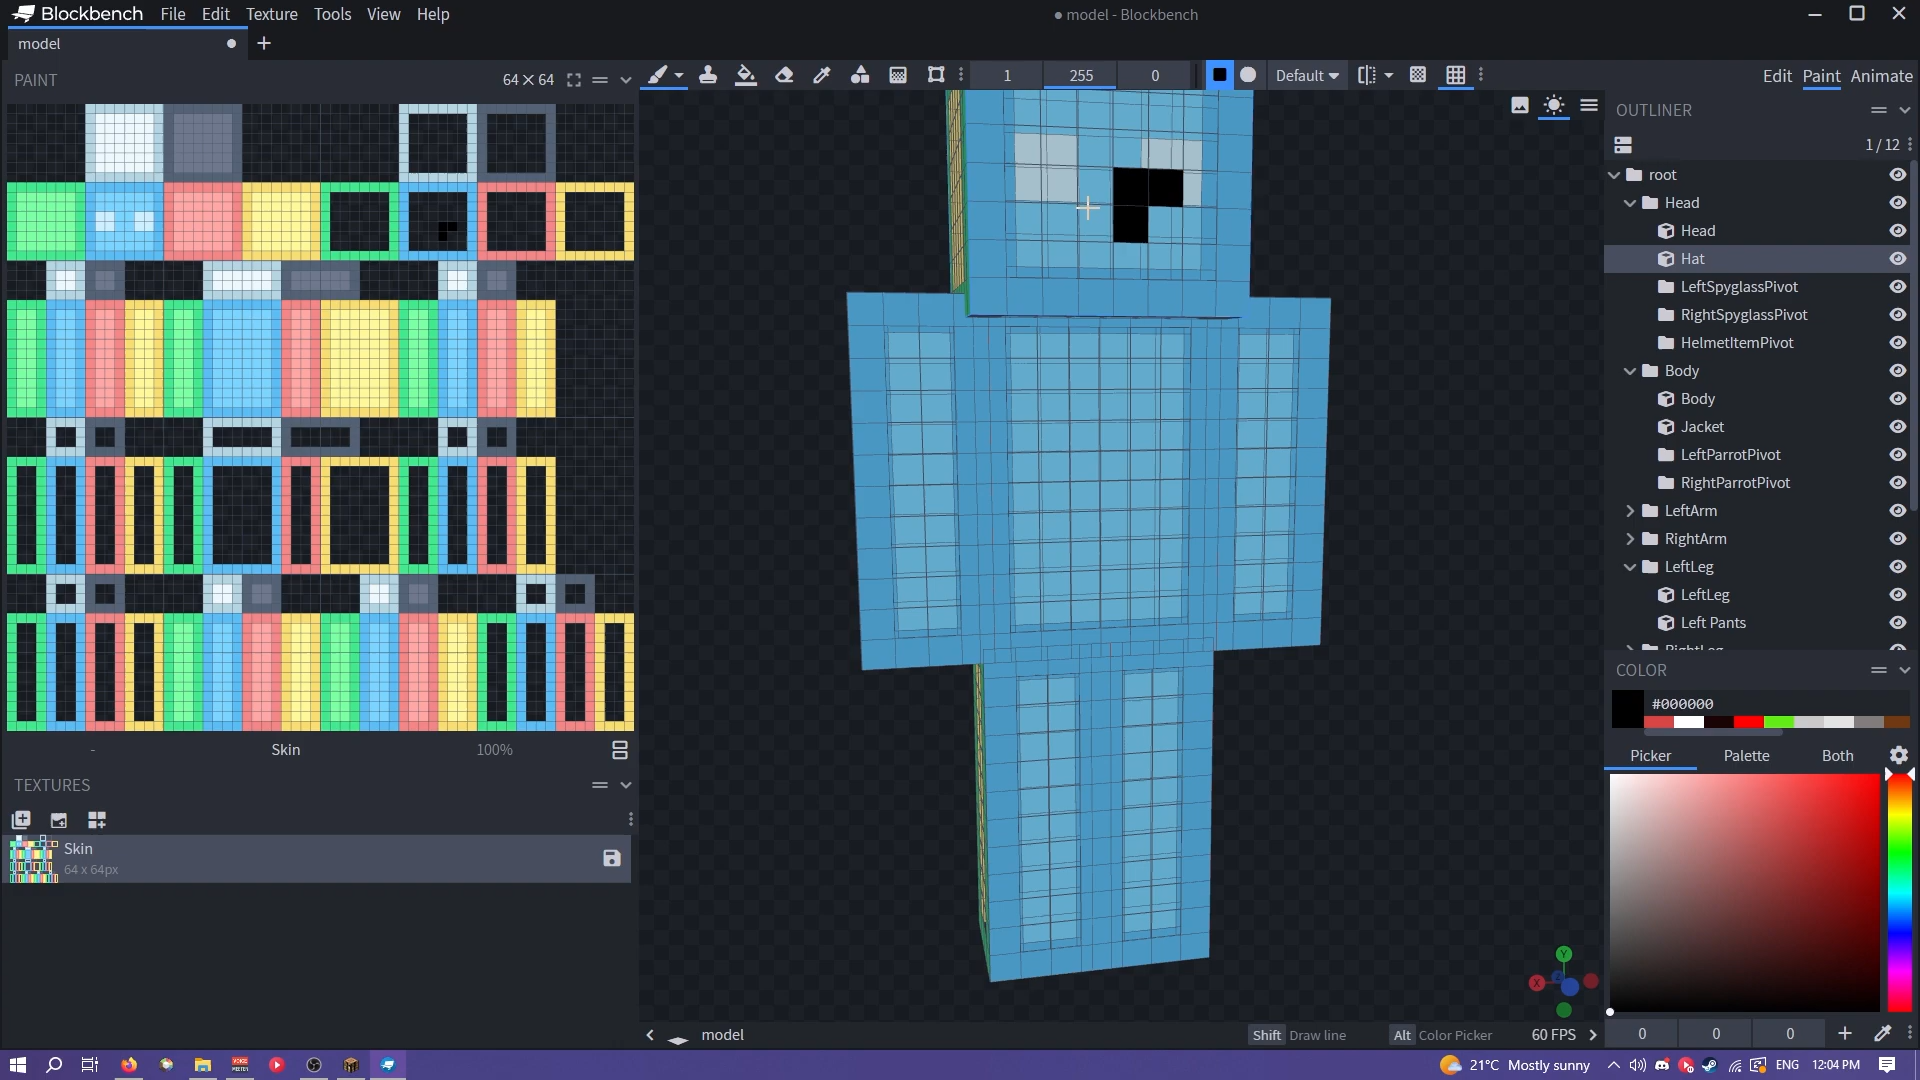 Blockbench File Edit Texture Tools View Help
● model - Blockbench
model
PAINT
64 × 64
1
255
0
Default
Edit Paint Animate
OUTLINER
1 / 12
root
Head
Head
Hat
LeftSpyglassPivot
RightSpyglassPivot
HelmetItemPivot
Body
Body
Jacket
LeftParrotPivot
RightParrotPivot
LeftArm
RightArm
LeftLeg
LeftLeg
Left Pants
RightLeg
COLOR
#000000
Picker Palette Both
0 0 0
-
Skin
100%
TEXTURES
Skin
64 x 64px
Y
X
model
Shift Draw line
Alt Color Picker
60 FPS
21°C Mostly sunny
ENG
12:04 PM